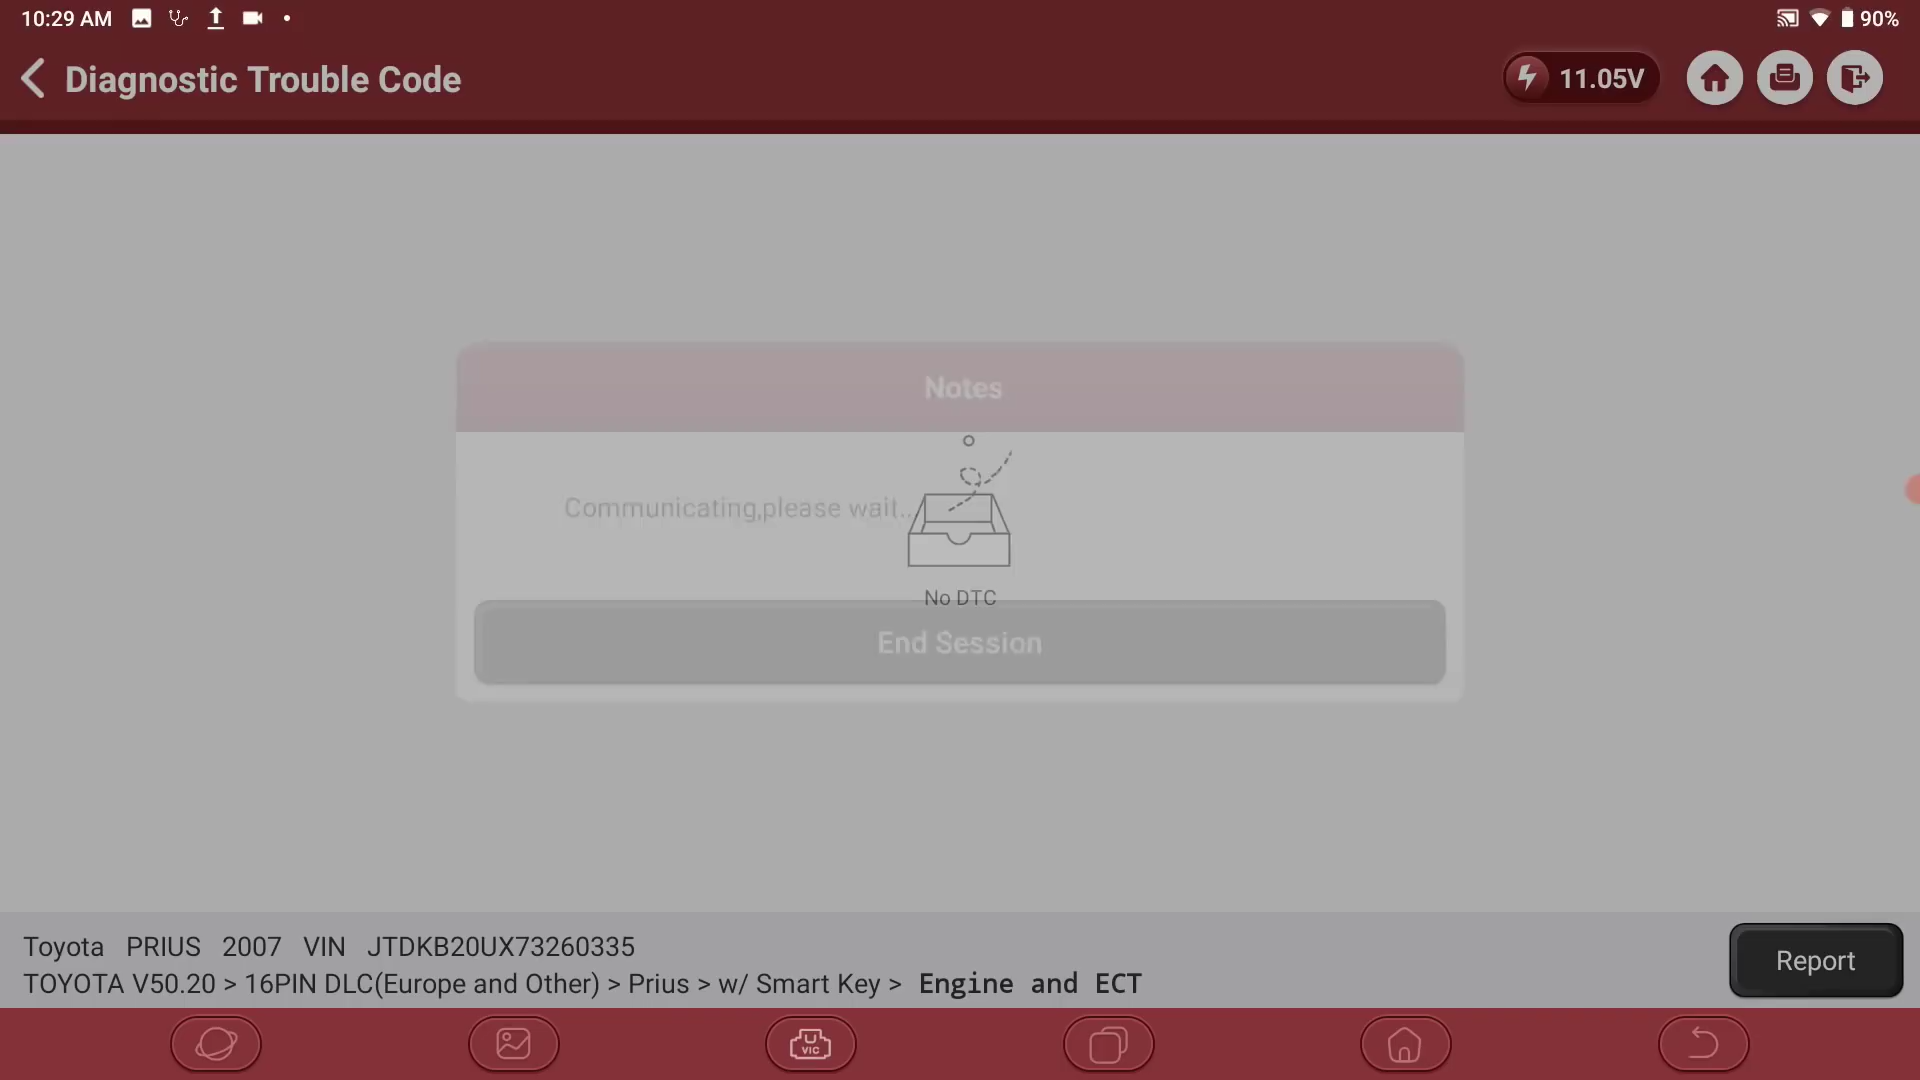 10:29 AM
90%
Diagnostic Trouble Code
11.05V
Notes
Communicating,please wait...
No DTC
End Session
Toyota PRIUS 2007 VIN JTDKB20UX73260335
TOYOTA V50.20 > 16PIN DLC(Europe and Other) > Prius > w/ Smart Key > Engine and ECT
Report
VIC